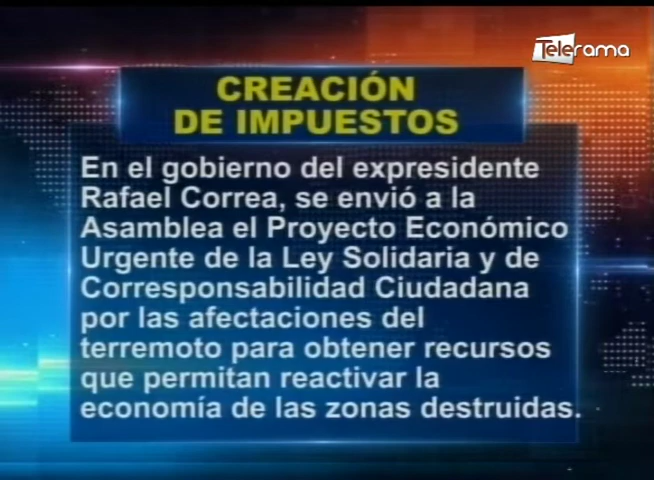 Telerama
CREACIÓN
DE IMPUESTOS
En el gobierno del expresidente
Rafael Correa, se envió a la
Asamblea el Proyecto Económico
Urgente de la Ley Solidaria y de
Corresponsabilidad Ciudadana
por las afectaciones del
terremoto para obtener recursos
que permitan reactivar la
economía de las zonas destruidas.